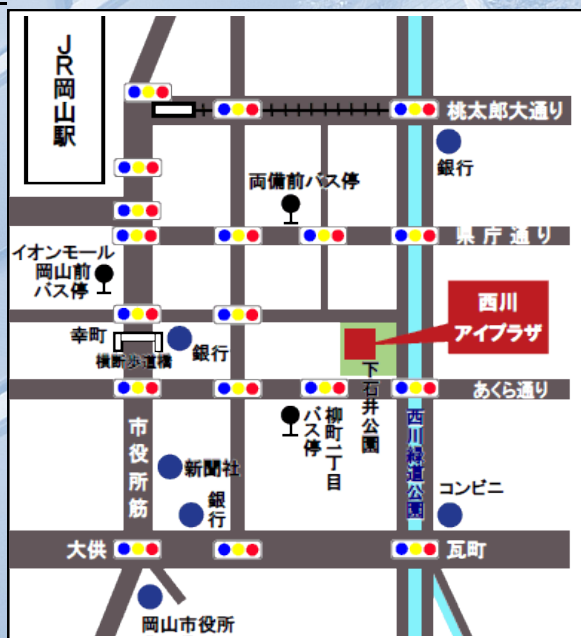 JR岡山駅
桃太郎大通り
銀行
両備前バス停
県庁通り
イオンモール
岡山前
バス停
西川
アイプラザ
幸町
銀行
横断歩道橋
下石井公園
あくら通り
市役所筋
バス停
柳町一丁目
西川緑道公園
新聞社
銀行
コンビニ
大供
瓦町
岡山市役所